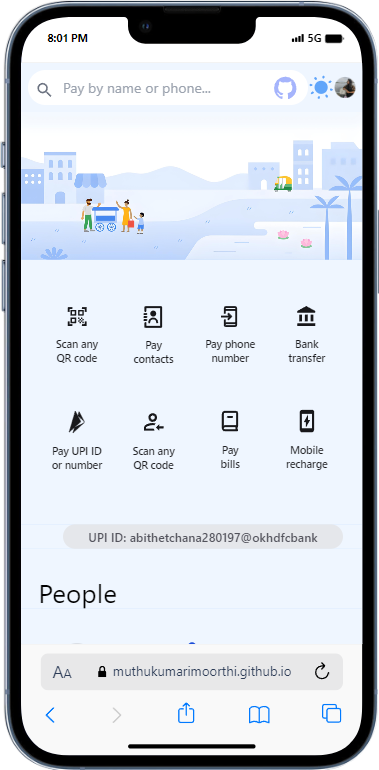 8:01 PM
5G
Pay by name or phone...
Scan any
QR code
Pay
contacts
Pay phone
number
Bank
transfer
Pay UPI ID
or number
Scan any
QR code
Pay
bills
Mobile
recharge
UPI ID: abithetchana280197@okhdfcbank
People
AA
muthukumarimoorthi.github.io